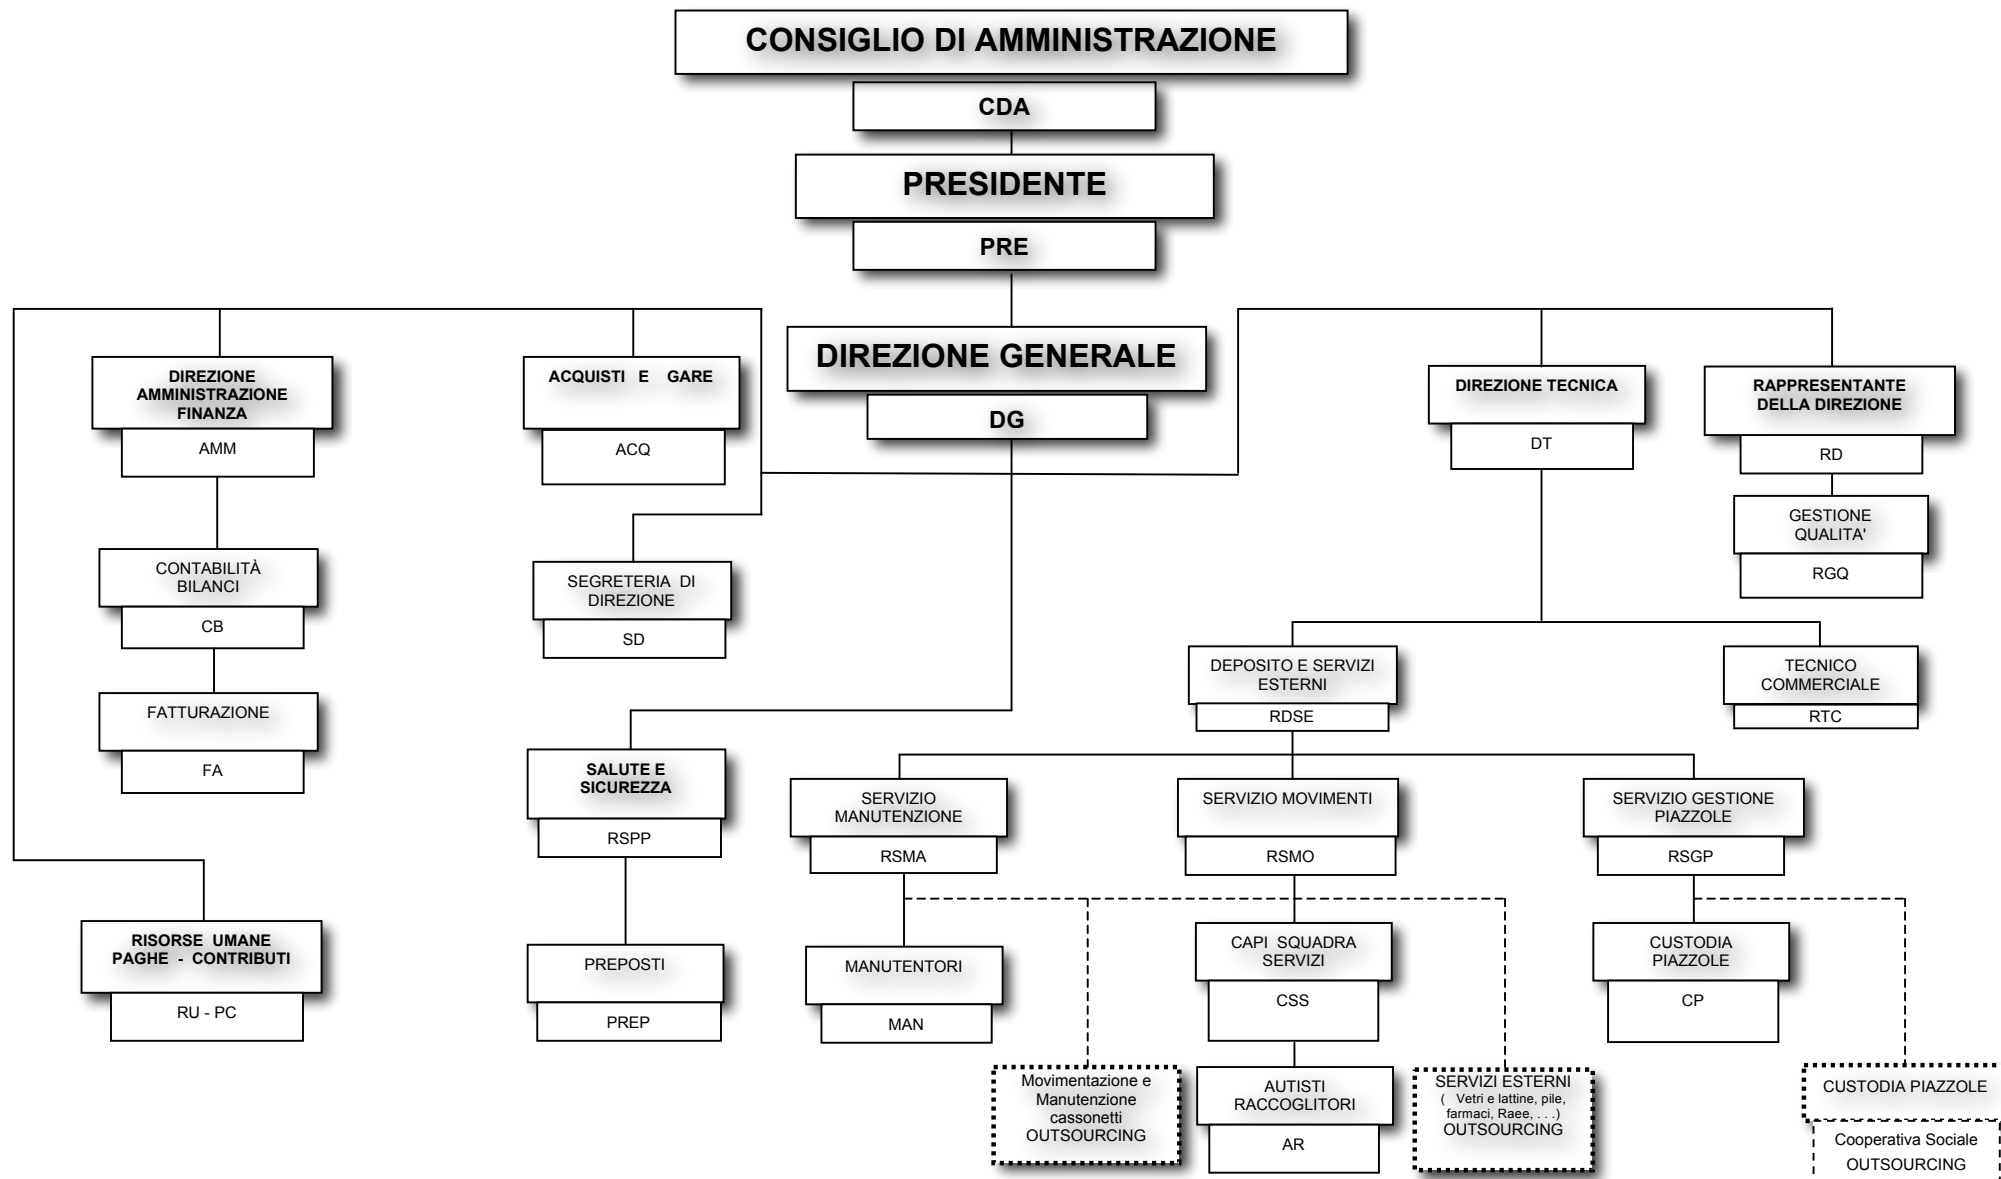 CONSIGLIO DI AMMINISTRAZIONE
CDA
PRESIDENTE
PRE
DIREZIONE GENERALE
DG
DIREZIONE
AMMINISTRAZIONE
FINANZA
AMM
CONTABILITÀ
BILANCI
CB
FATTURAZIONE
FA
RISORSE UMANE
PAGHE - CONTRIBUTI
RU - PC
ACQUISTI E GARE
ACQ
SEGRETERIA DI
DIREZIONE
SD
SALUTE E
SICUREZZA
RSPP
PREPOSTI
PREP
DIREZIONE TECNICA
DT
RAPPRESENTANTE
DELLA DIREZIONE
RD
GESTIONE
QUALITA'
RGQ
DEPOSITO E SERVIZI
ESTERNI
RDSE
TECNICO
COMMERCIALE
RTC
SERVIZIO
MANUTENZIONE
RSMA
MANUTENTORI
MAN
SERVIZIO MOVIMENTI
RSMO
CAPI SQUADRA
SERVIZI
CSS
AUTISTI
RACCOGLITORI
AR
SERVIZIO GESTIONE
PIAZZOLE
RSGP
CUSTODIA
PIAZZOLE
CP
Movimentazione e
Manutenzione
cassonetti
OUTSOURCING
SERVIZI ESTERNI
( Vetri e lattine, pile,
farmaci, Raee, . . .)
OUTSOURCING
CUSTODIA PIAZZOLE
Cooperativa Sociale
OUTSOURCING